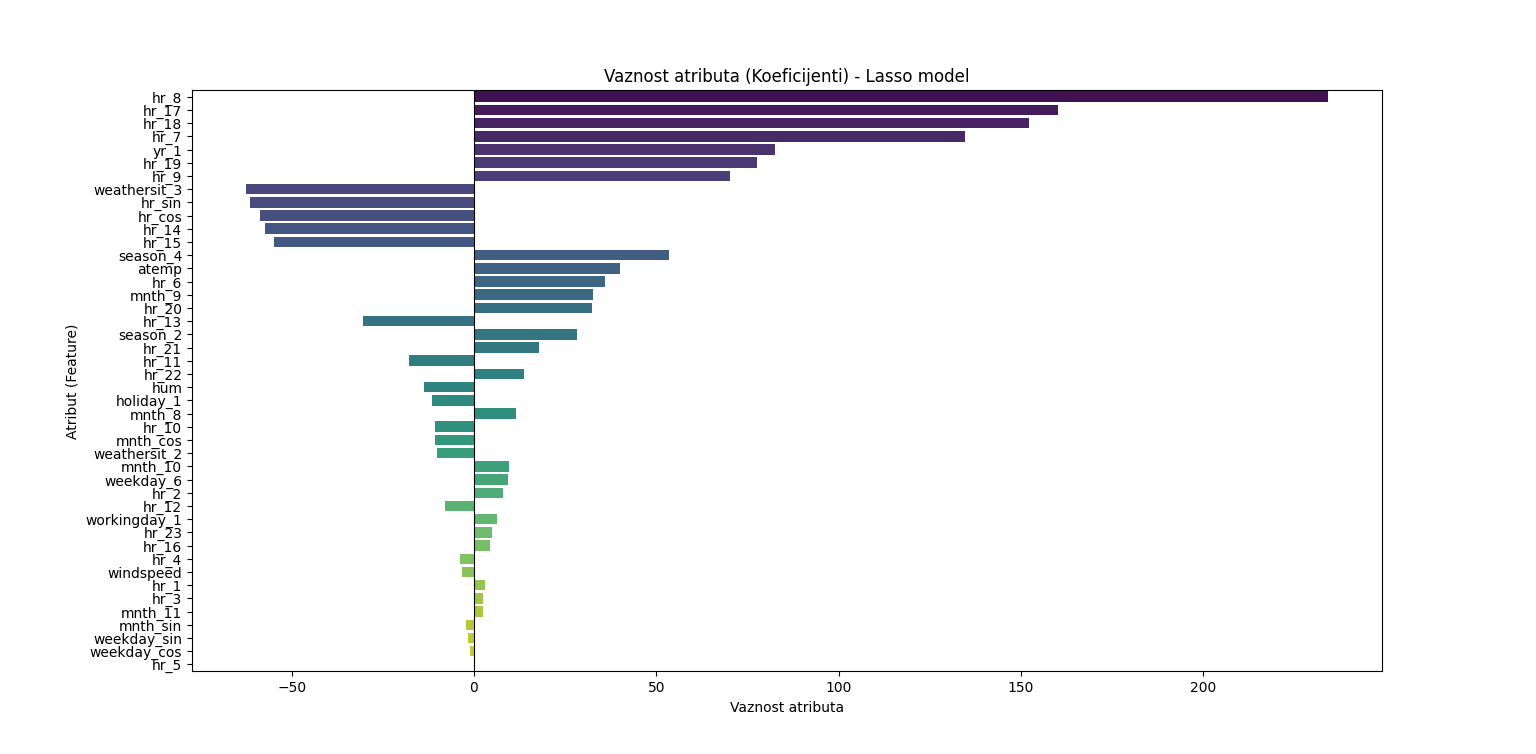 Vaznost atributa (Koeficijenti) - Lasso model
hr_8
hr_17
hr_18
hr_7
yr_1
hr_19
hr_9
weathersit_3
hr_sin
hr_cos
hr_14
hr_15
season_4
atemp
hr_6
mnth_9
hr_20
hr_13
season_2
hr_21
hr_11
hr_22
hum
holiday_1
mnth_8
hr_10
mnth_cos
weathersit_2
mnth_10
weekday_6
hr_2
hr_12
workingday_1
hr_23
hr_16
hr_4
windspeed
hr_1
hr_3
mnth_11
mnth_sin
weekday_sin
weekday_cos
hr_5
Atribut (Feature)
−50 0 50 100 150 200
Vaznost atributa